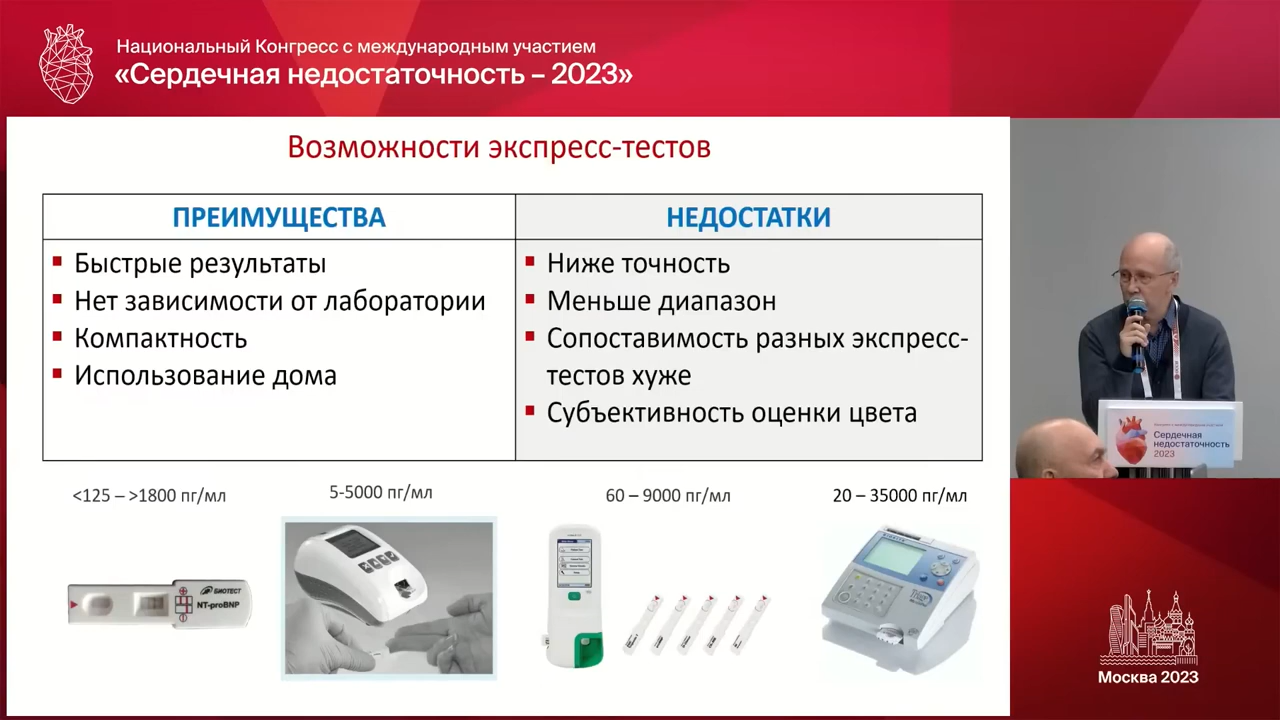 Национальный Конгресс с международным участием
«Сердечная недостаточность – 2023»
Возможности экспресс-тестов
ПРЕИМУЩЕСТВА
Быстрые результаты
Нет зависимости от лаборатории
Компактность
Использование дома
НЕДОСТАТКИ
Ниже точность
Меньше диапазон
Сопоставимость разных экспресс-
тестов хуже
Субъективность оценки цвета
<125 – >1800 пг/мл
5-5000 пг/мл
60 – 9000 пг/мл
20 – 35000 пг/мл
БИОТЕСТ
NT-proBNP
Сердечная
недостаточность
2023
Москва 2023